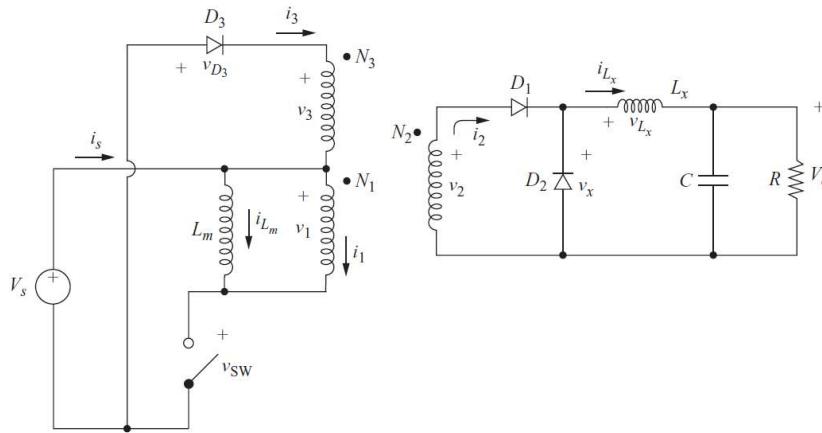 D3
i3
+
vD3
N3
+
v3
is
N1
+
v1
Lm
iLm
i1
Vs
+
+
vSW
D1
iLx
Lx
+
vLx
+
N2
i2
+
v2
D2
+
vx
C
R
V